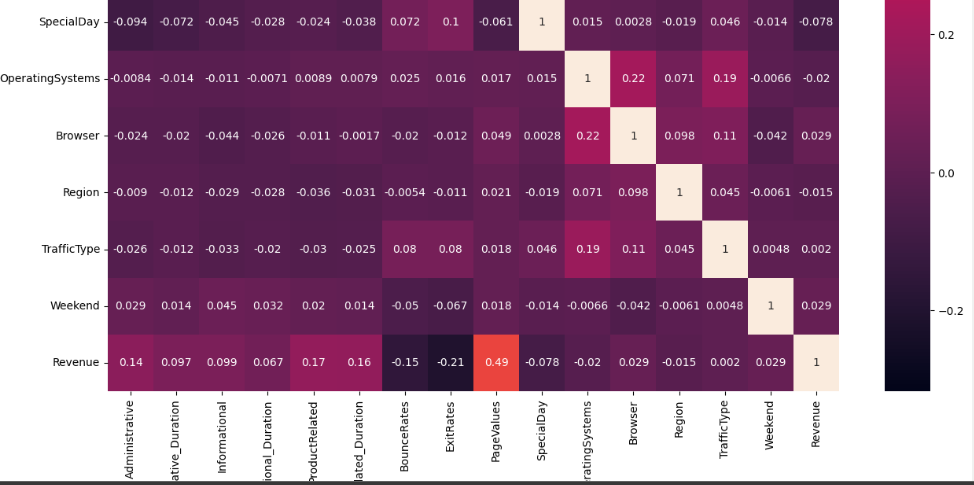 SpecialDay -0.094 -0.072 -0.045 -0.028 -0.024 -0.038 0.072 0.1 -0.061 1 0.015 0.0028 -0.019 0.046 -0.014 -0.078
0.2
OperatingSystems -0.0084 -0.014 -0.011 -0.0071 0.0089 0.0079 0.025 0.016 0.017 0.015 1 0.22 0.071 0.19 -0.0066 -0.02
Browser -0.024 -0.02 -0.044 -0.026 -0.011 -0.0017 -0.02 -0.012 0.049 0.0028 0.22 1 0.098 0.11 -0.042 0.029
0.0
Region -0.009 -0.012 -0.029 -0.028 -0.036 -0.031 -0.0054 -0.011 0.021 -0.019 0.071 0.098 1 0.045 -0.0061 -0.015
TrafficType -0.026 -0.012 -0.033 -0.02 -0.03 -0.025 0.08 0.08 0.018 0.046 0.19 0.11 0.045 1 0.0048 0.002
Weekend 0.029 0.014 0.045 0.032 0.02 0.014 -0.05 -0.067 0.018 -0.014 -0.0066 -0.042 -0.0061 0.0048 1 0.029
−0.2
Revenue 0.14 0.097 0.099 0.067 0.17 0.16 -0.15 -0.21 0.49 -0.078 -0.02 0.029 -0.015 0.002 0.029 1
Administrative
ative_Duration
Informational
ional_Duration
ProductRelated
lated_Duration
BounceRates
ExitRates
PageValues
SpecialDay
ratingSystems
Browser
Region
TrafficType
Weekend
Revenue